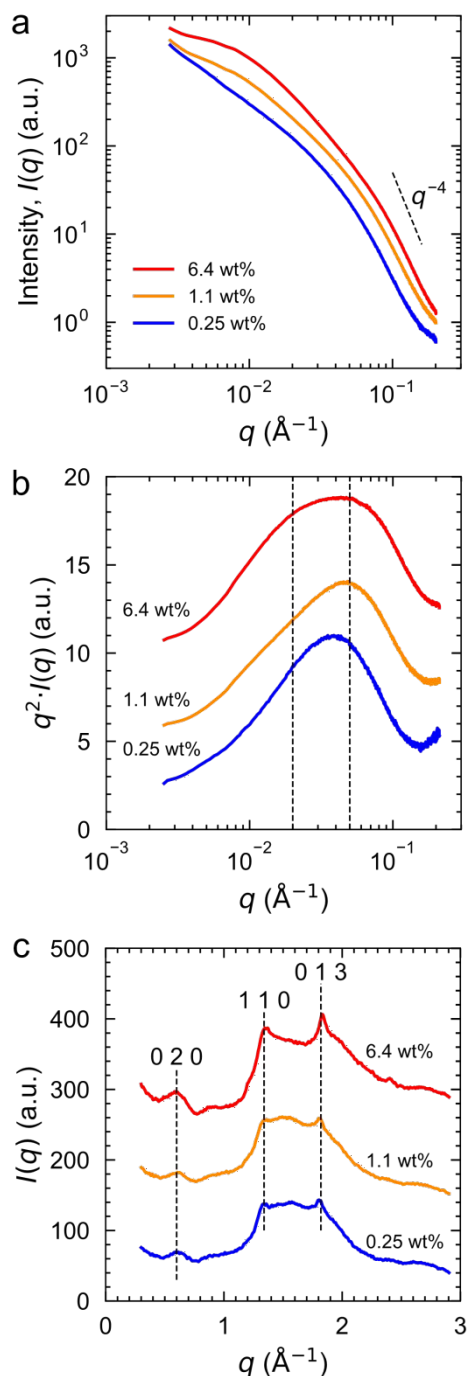 a
Intensity, I(q) (a.u.)
10³
10²
10¹
10⁰
q⁻⁴
6.4 wt%
1.1 wt%
0.25 wt%
10⁻³
10⁻²
10⁻¹
q (Å⁻¹)
b
q²·I(q) (a.u.)
20
15
10
5
0
6.4 wt%
1.1 wt%
0.25 wt%
10⁻³
10⁻²
10⁻¹
q (Å⁻¹)
c
I(q) (a.u.)
500
400
300
200
100
0
0 1 3
1 1 0
0 2 0
6.4 wt%
1.1 wt%
0.25 wt%
0
1
2
3
q (Å⁻¹)